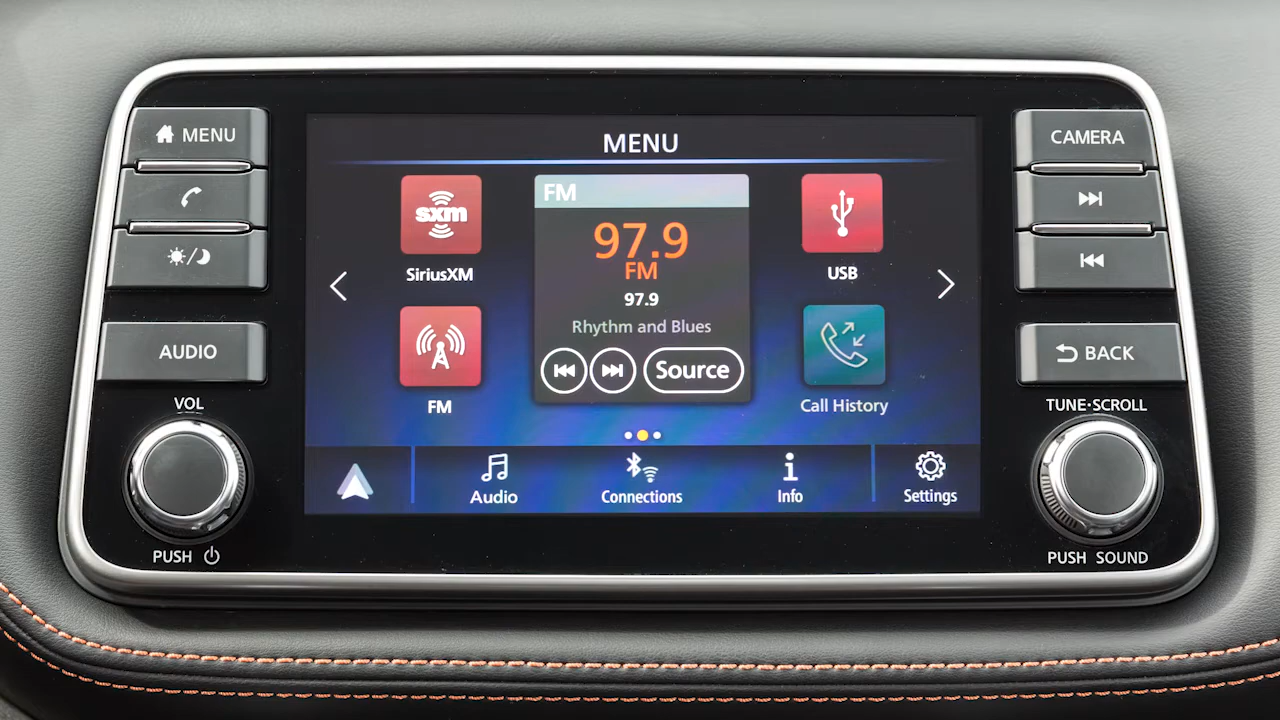 MENU
AUDIO
VOL
PUSH
MENU
sxm
SiriusXM
FM
FM
97.9
FM
97.9
Rhythm and Blues
Source
USB
Call History
Audio
Connections
Info
Settings
CAMERA
BACK
TUNE·SCROLL
PUSH SOUND